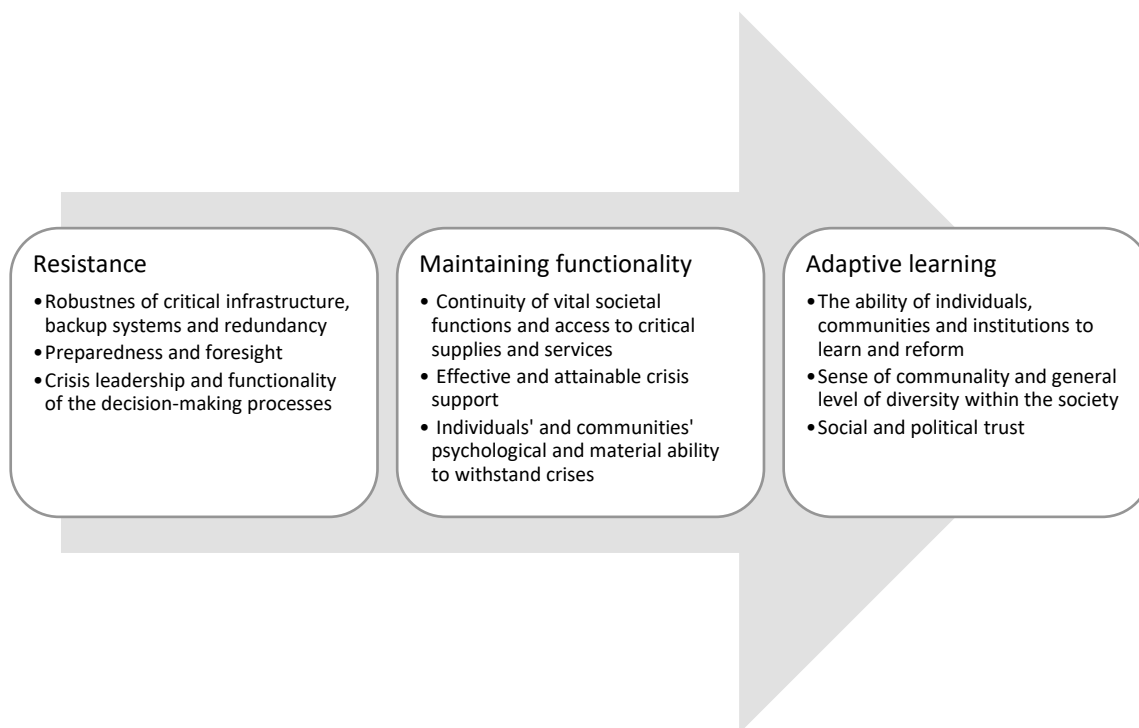 Resistance
•Robustnes of critical infrastructure,
backup systems and redundancy
•Preparedness and foresight
•Crisis leadership and functionality
of the decision-making processes
Maintaining functionality
• Continuity of vital societal
functions and access to critical
supplies and services
• Effective and attainable crisis
support
• Individuals' and communities'
psychological and material ability
to withstand crises
Adaptive learning
•The ability of individuals,
communities and institutions to
learn and reform
•Sense of communality and general
level of diversity within the society
•Social and political trust